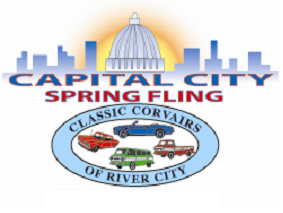 CAPITAL CITY
SPRING FLING
CLASSIC CORVAIRS
OF RIVER CITY